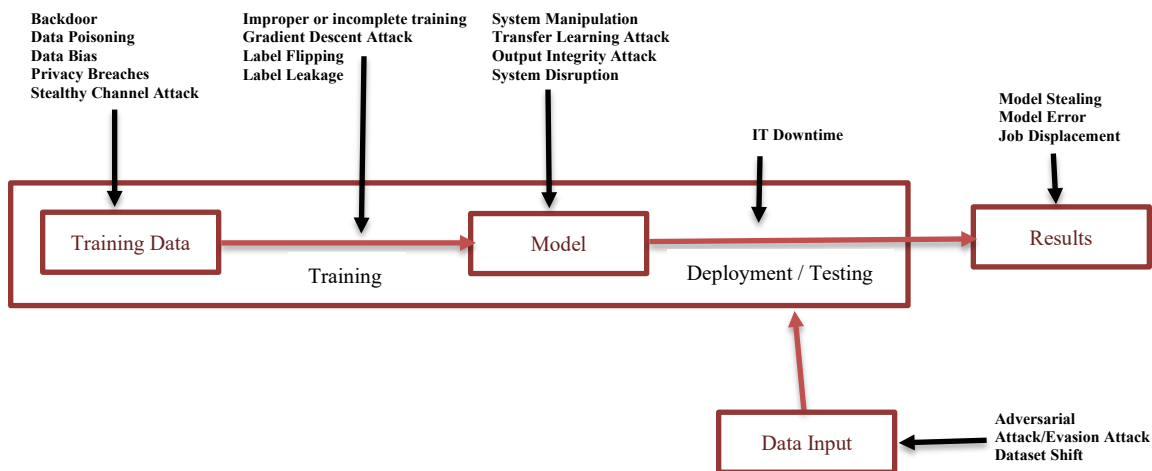 Backdoor
Data Poisoning
Data Bias
Privacy Breaches
Stealthy Channel Attack
Improper or incomplete training
Gradient Descent Attack
Label Flipping
Label Leakage
System Manipulation
Transfer Learning Attack
Output Integrity Attack
System Disruption
IT Downtime
Model Stealing
Model Error
Job Displacement
Training Data
Training
Model
Deployment / Testing
Results
Data Input
Adversarial
Attack/Evasion Attack
Dataset Shift